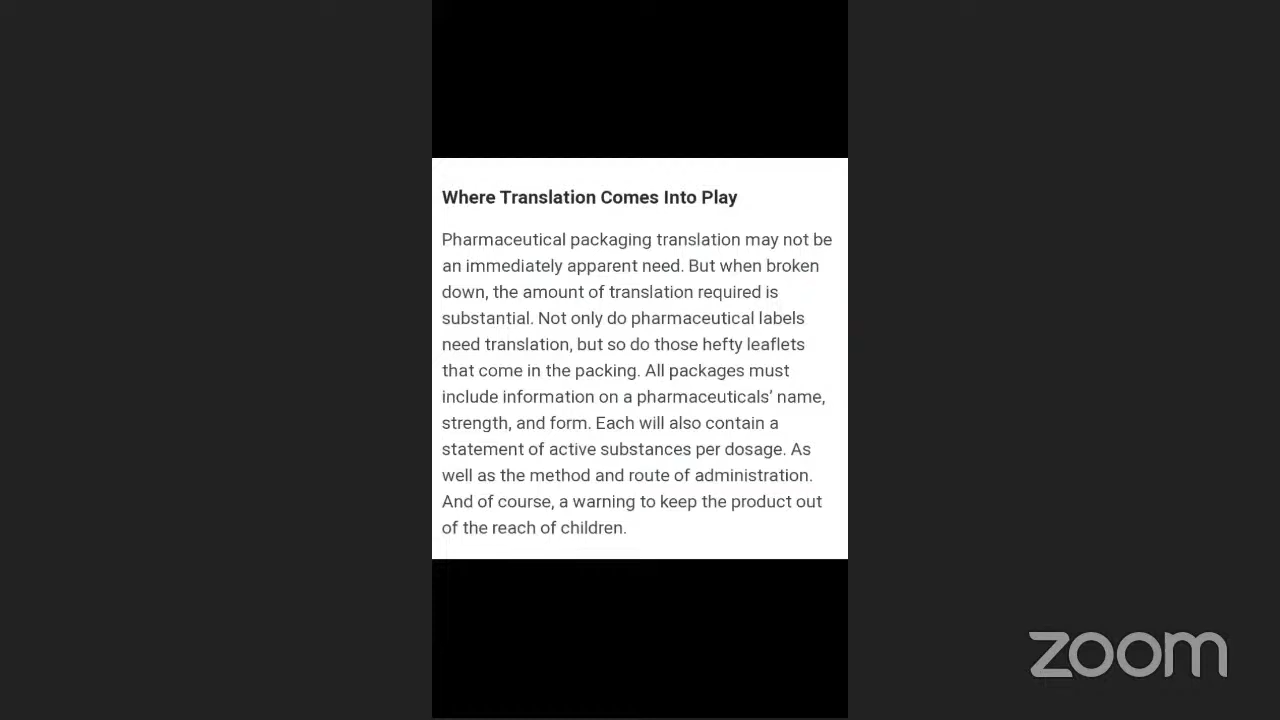 Where Translation Comes Into Play
Pharmaceutical packaging translation may not be
an immediately apparent need. But when broken
down, the amount of translation required is
substantial. Not only do pharmaceutical labels
need translation, but so do those hefty leaflets
that come in the packing. All packages must
include information on a pharmaceuticals’ name,
strength, and form. Each will also contain a
statement of active substances per dosage. As
well as the method and route of administration.
And of course, a warning to keep the product out
of the reach of children.
zoom